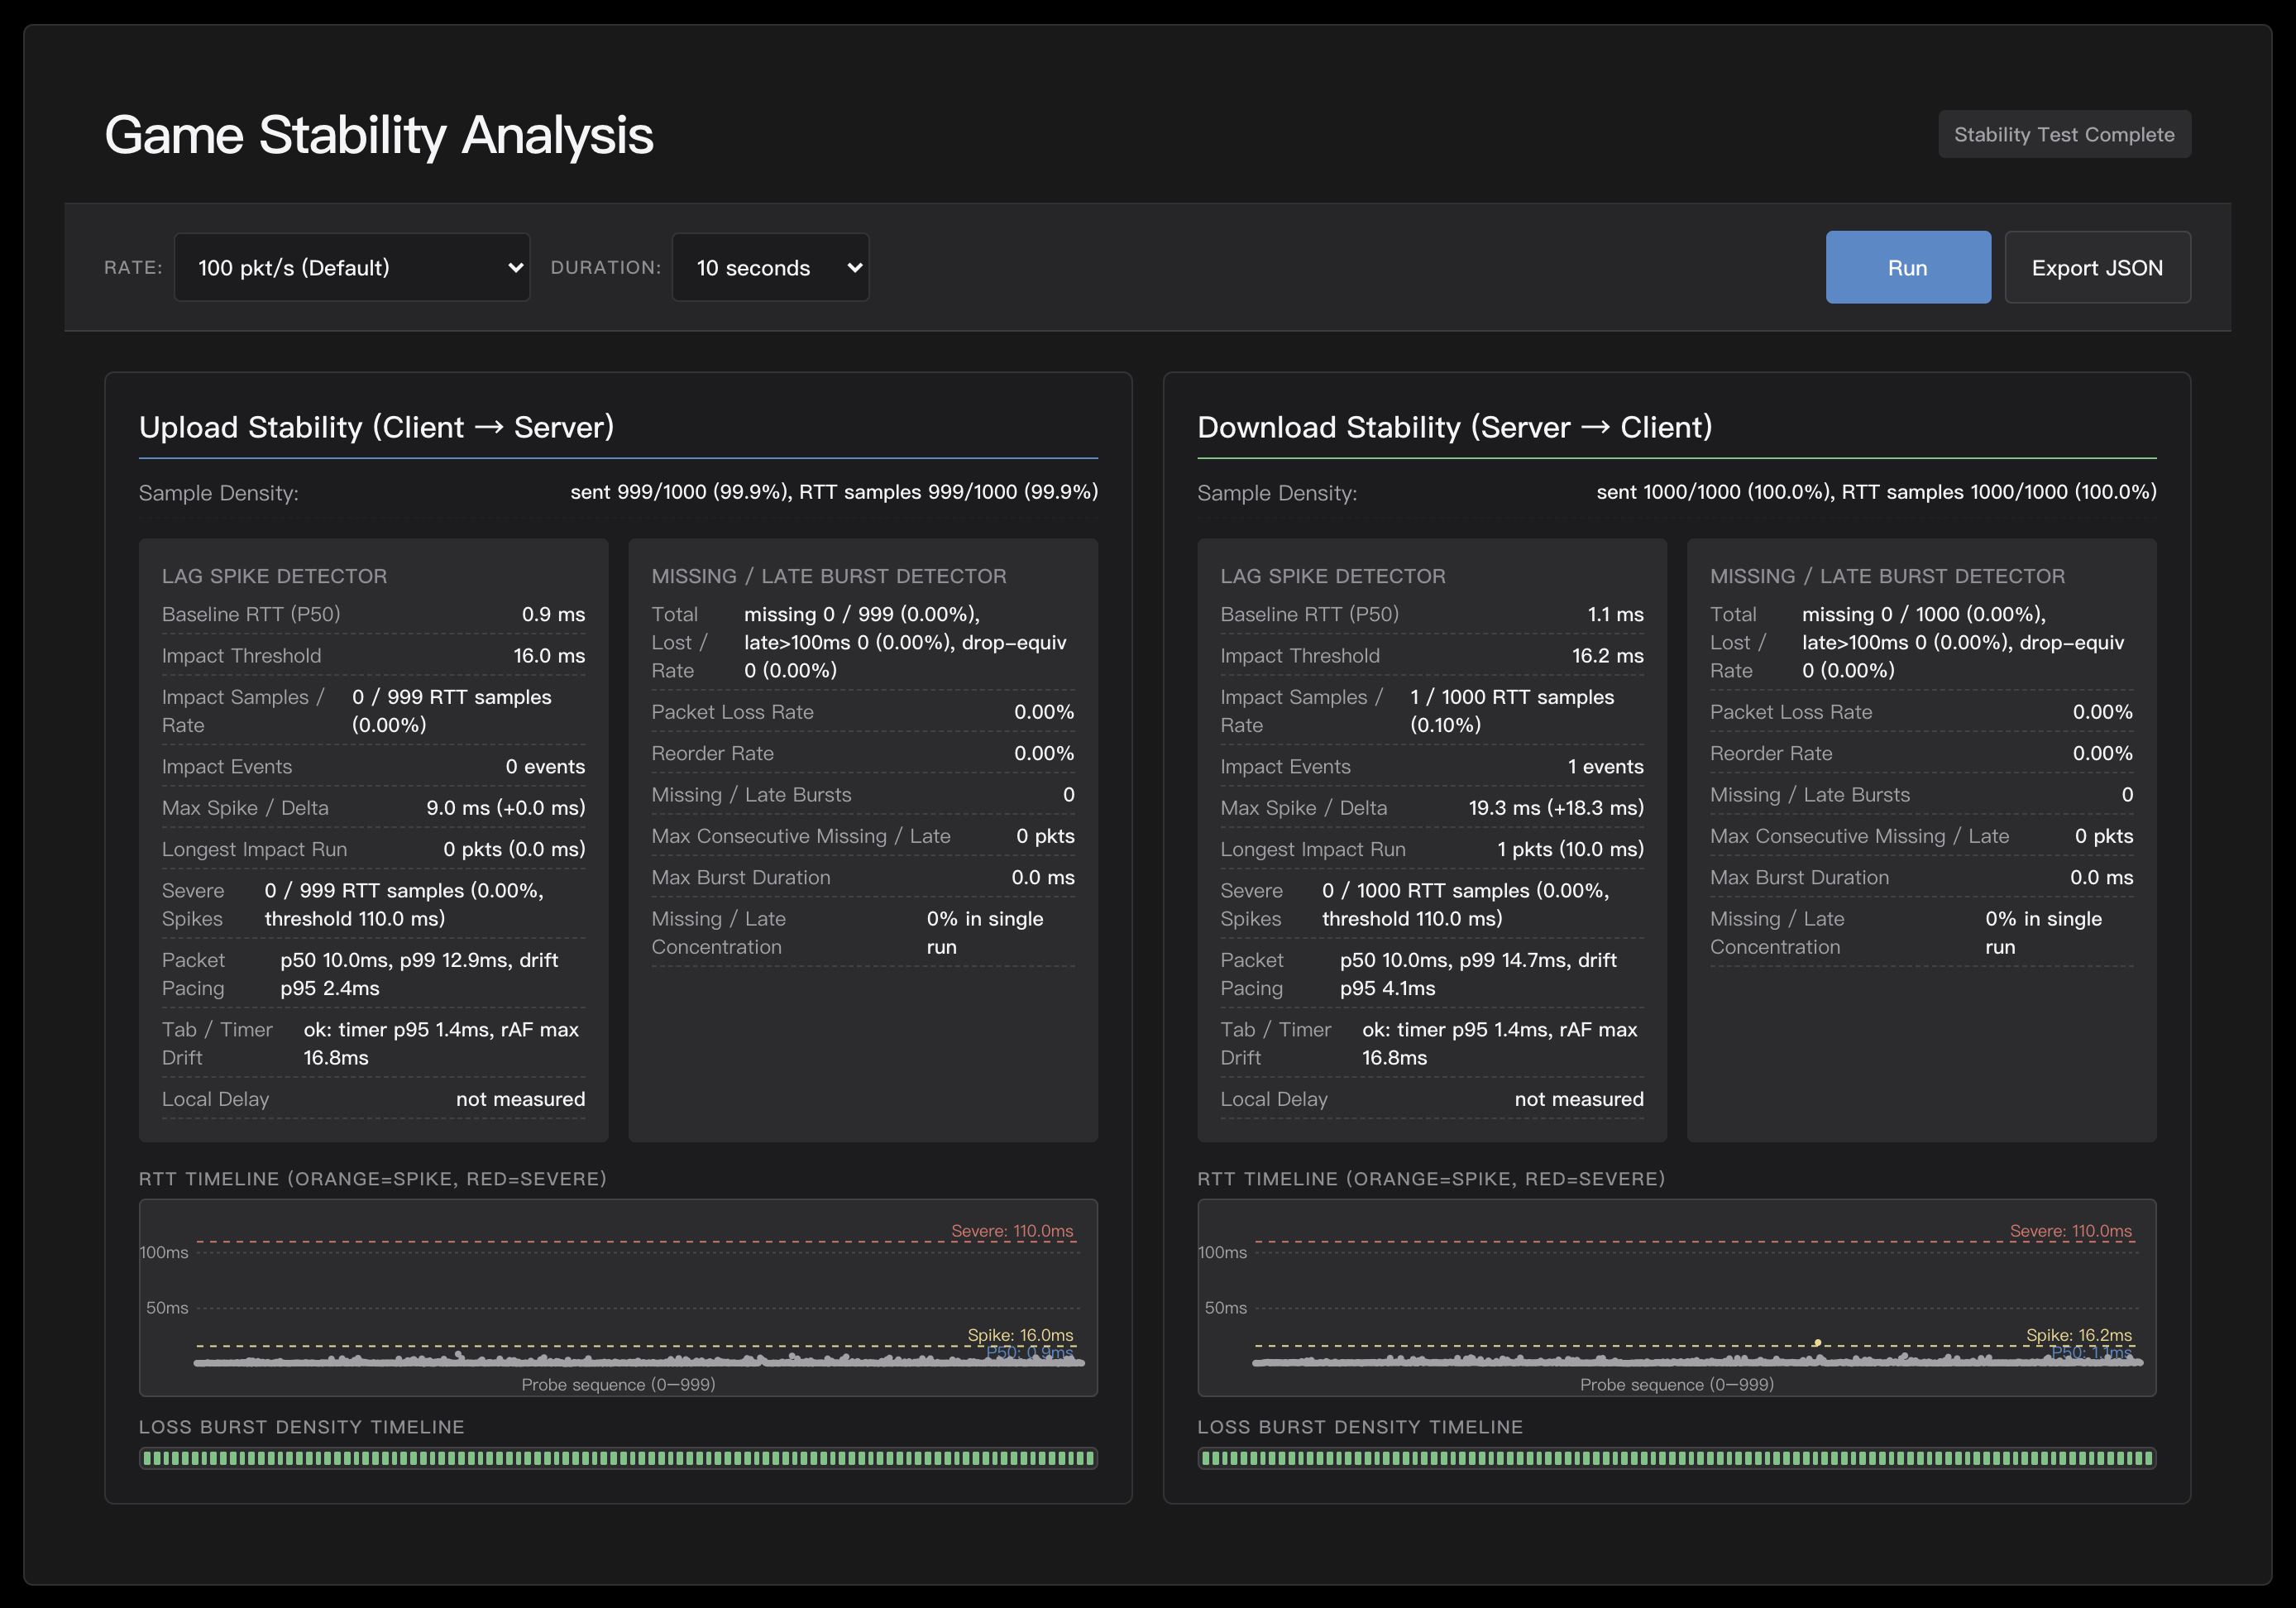 Game Stability Analysis
Stability Test Complete
RATE: 100 pkt/s (Default) DURATION: 10 seconds Run Export JSON
Upload Stability (Client → Server)
Sample Density: sent 999/1000 (99.9%), RTT samples 999/1000 (99.9%)
LAG SPIKE DETECTOR
Baseline RTT (P50) 0.9 ms
Impact Threshold 16.0 ms
Impact Samples / 0 / 999 RTT samples
Rate (0.00%)
Impact Events 0 events
Max Spike / Delta 9.0 ms (+0.0 ms)
Longest Impact Run 0 pkts (0.0 ms)
Severe 0 / 999 RTT samples (0.00%,
Spikes threshold 110.0 ms)
Packet p50 10.0ms, p99 12.9ms, drift
Pacing p95 2.4ms
Tab / Timer ok: timer p95 1.4ms, rAF max
Drift 16.8ms
Local Delay not measured
MISSING / LATE BURST DETECTOR
Total missing 0 / 999 (0.00%),
Lost / late>100ms 0 (0.00%), drop-equiv
Rate 0 (0.00%)
Packet Loss Rate 0.00%
Reorder Rate 0.00%
Missing / Late Bursts 0
Max Consecutive Missing / Late 0 pkts
Max Burst Duration 0.0 ms
Missing / Late 0% in single
Concentration run
RTT TIMELINE (ORANGE=SPIKE, RED=SEVERE)
Severe: 110.0ms
100ms
50ms
Spike: 16.0ms
P50: 0.9ms
Probe sequence (0—999)
LOSS BURST DENSITY TIMELINE
Download Stability (Server → Client)
Sample Density: sent 1000/1000 (100.0%), RTT samples 1000/1000 (100.0%)
LAG SPIKE DETECTOR
Baseline RTT (P50) 1.1 ms
Impact Threshold 16.2 ms
Impact Samples / 1 / 1000 RTT samples
Rate (0.10%)
Impact Events 1 events
Max Spike / Delta 19.3 ms (+18.3 ms)
Longest Impact Run 1 pkts (10.0 ms)
Severe 0 / 1000 RTT samples (0.00%,
Spikes threshold 110.0 ms)
Packet p50 10.0ms, p99 14.7ms, drift
Pacing p95 4.1ms
Tab / Timer ok: timer p95 1.4ms, rAF max
Drift 16.8ms
Local Delay not measured
MISSING / LATE BURST DETECTOR
Total missing 0 / 1000 (0.00%),
Lost / late>100ms 0 (0.00%), drop-equiv
Rate 0 (0.00%)
Packet Loss Rate 0.00%
Reorder Rate 0.00%
Missing / Late Bursts 0
Max Consecutive Missing / Late 0 pkts
Max Burst Duration 0.0 ms
Missing / Late 0% in single
Concentration run
RTT TIMELINE (ORANGE=SPIKE, RED=SEVERE)
Severe: 110.0ms
100ms
50ms
Spike: 16.2ms
P50: 1.1ms
Probe sequence (0—999)
LOSS BURST DENSITY TIMELINE